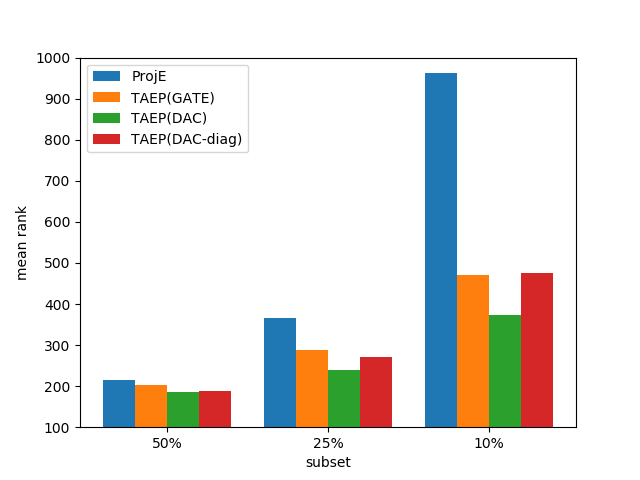 1000
900
800
700
600
500
400
300
200
100
mean rank
ProjE
TAEP(GATE)
TAEP(DAC)
TAEP(DAC-diag)
50% 25% 10%
subset